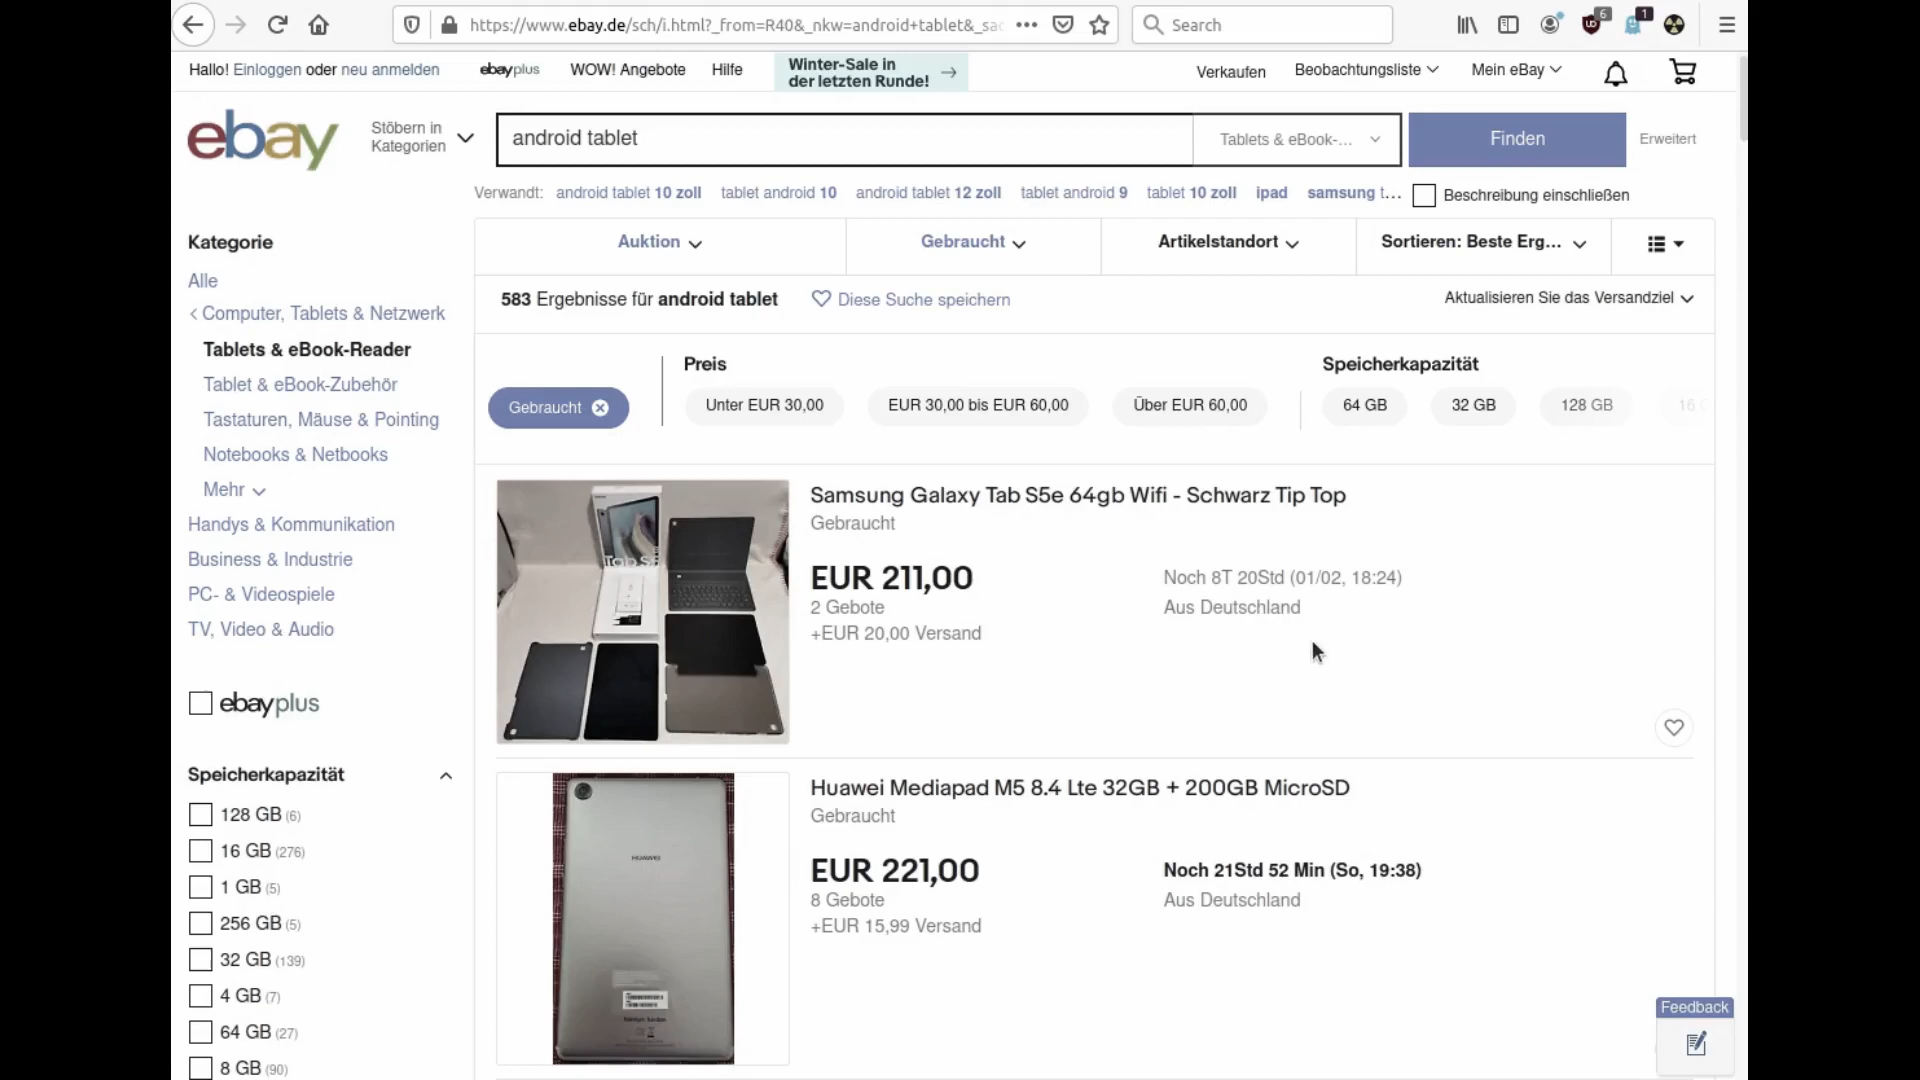 https://www.ebay.de/sch/i.html?_from=R40&_nkw=android+tablet&_sac
Search
6
1
Hallo! Einloggen oder neu anmelden
ebayplus
WOW! Angebote
Hilfe
Winter-Sale in
der letzten Runde!
Verkaufen
Beobachtungsliste
Mein eBay
ebay
Stöbern in
Kategorien
android tablet
Tablets & eBook-...
Finden
Erweitert
Verwandt: android tablet 10 zoll tablet android 10 android tablet 12 zoll tablet android 9 tablet 10 zoll ipad samsung t...
Beschreibung einschließen
Kategorie
Alle
Computer, Tablets & Netzwerk
Tablets & eBook-Reader
Tablet & eBook-Zubehör
Tastaturen, Mäuse & Pointing
Notebooks & Netbooks
Mehr
Handys & Kommunikation
Business & Industrie
PC- & Videospiele
TV, Video & Audio
ebayplus
Speicherkapazität
128 GB (6)
16 GB (276)
1 GB (5)
256 GB (5)
32 GB (139)
4 GB (7)
64 GB (27)
8 GB (90)
Auktion
Gebraucht
Artikelstandort
Sortieren: Beste Erg...
583 Ergebnisse für android tablet
Diese Suche speichern
Aktualisieren Sie das Versandziel
Gebraucht
Preis
Unter EUR 30,00
EUR 30,00 bis EUR 60,00
Über EUR 60,00
Speicherkapazität
64 GB
32 GB
128 GB
16 G
Tab S5
Samsung Galaxy Tab S5e 64gb Wifi - Schwarz Tip Top
Gebraucht
EUR 211,00
2 Gebote
+EUR 20,00 Versand
Noch 8T 20Std (01/02, 18:24)
Aus Deutschland
HUAWEI
Huawei Mediapad M5 8.4 Lte 32GB + 200GB MicroSD
Gebraucht
EUR 221,00
8 Gebote
+EUR 15,99 Versand
Noch 21Std 52 Min (So, 19:38)
Aus Deutschland
Feedback